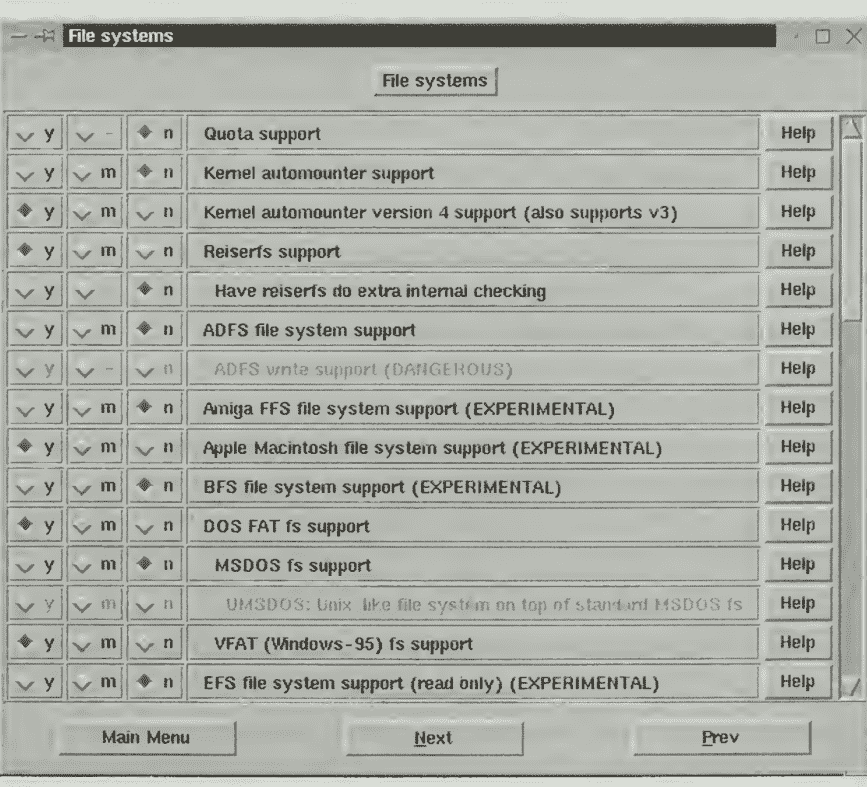 File systems
File systems
y - n Quota support Help
y m n Kernel automounter support Help
y m n Kernel automounter version 4 support (also supports v3) Help
y m n Reiserfs support Help
y n Have reiserfs do extra internal checking Help
y m n ADFS file system support Help
y - n ADFS write support (DANGEROUS) Help
y m n Amiga FFS file system support (EXPERIMENTAL) Help
y m n Apple Macintosh file system support (EXPERIMENTAL) Help
y m n BFS file system support (EXPERIMENTAL) Help
y m n DOS FAT fs support Help
y m n MSDOS fs support Help
y m n UMSDOS: Unix like file system on top of standard MSDOS fs Help
y m n VFAT (Windows-95) fs support Help
y m n EFS file system support (read only) (EXPERIMENTAL) Help
Main Menu Next Prev